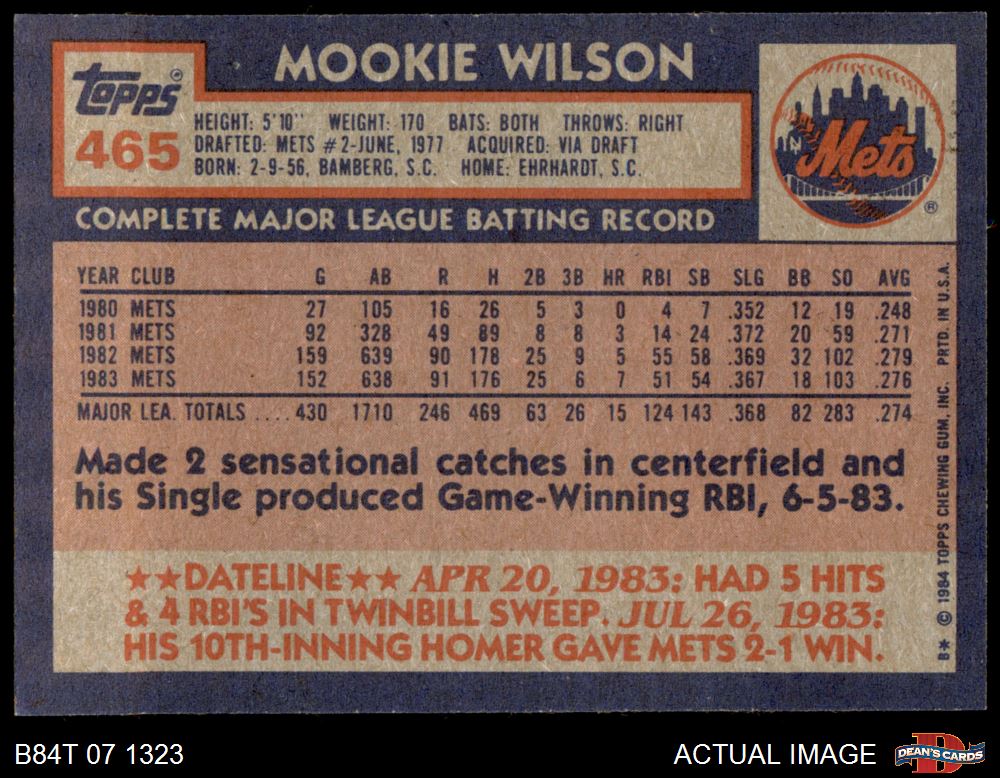 MOOKIE WILSON
topps
465
HEIGHT: 5'10" WEIGHT: 170 BATS: BOTH THROWS: RIGHT
DRAFTED: METS #2-JUNE, 1977 ACQUIRED: VIA DRAFT
BORN: 2-9-56, BAMBERG, S.C. HOME: EHRHARDT, S.C.
Mets
®
COMPLETE MAJOR LEAGUE BATTING RECORD
YEAR CLUB G AB R H 2B 3B HR RBI SB SLG BB SO AVG
1980 METS 27 105 16 26 5 3 0 4 7 .352 12 19 .248
1981 METS 92 328 49 89 8 8 3 14 24 .372 20 59 .271
1982 METS 159 639 90 178 25 9 5 55 58 .369 32 102 .279
1983 METS 152 638 91 176 25 6 7 51 54 .367 18 103 .276
MAJOR LEA. TOTALS ....430 1710 246 469 63 26 15 124 143 .368 82 283 .274
Made 2 sensational catches in centerfield and
his Single produced Game-Winning RBI, 6-5-83.
★★DATELINE★★ APR 20, 1983: HAD 5 HITS
& 4 RBI'S IN TWINBILL SWEEP. JUL 26, 1983:
HIS 10TH-INNING HOMER GAVE METS 2-1 WIN.
B* © 1984 TOPPS CHEWING GUM, INC. PRTD. IN U.S.A.
B84T 07 1323
ACTUAL IMAGE
DEAN'S CARDS